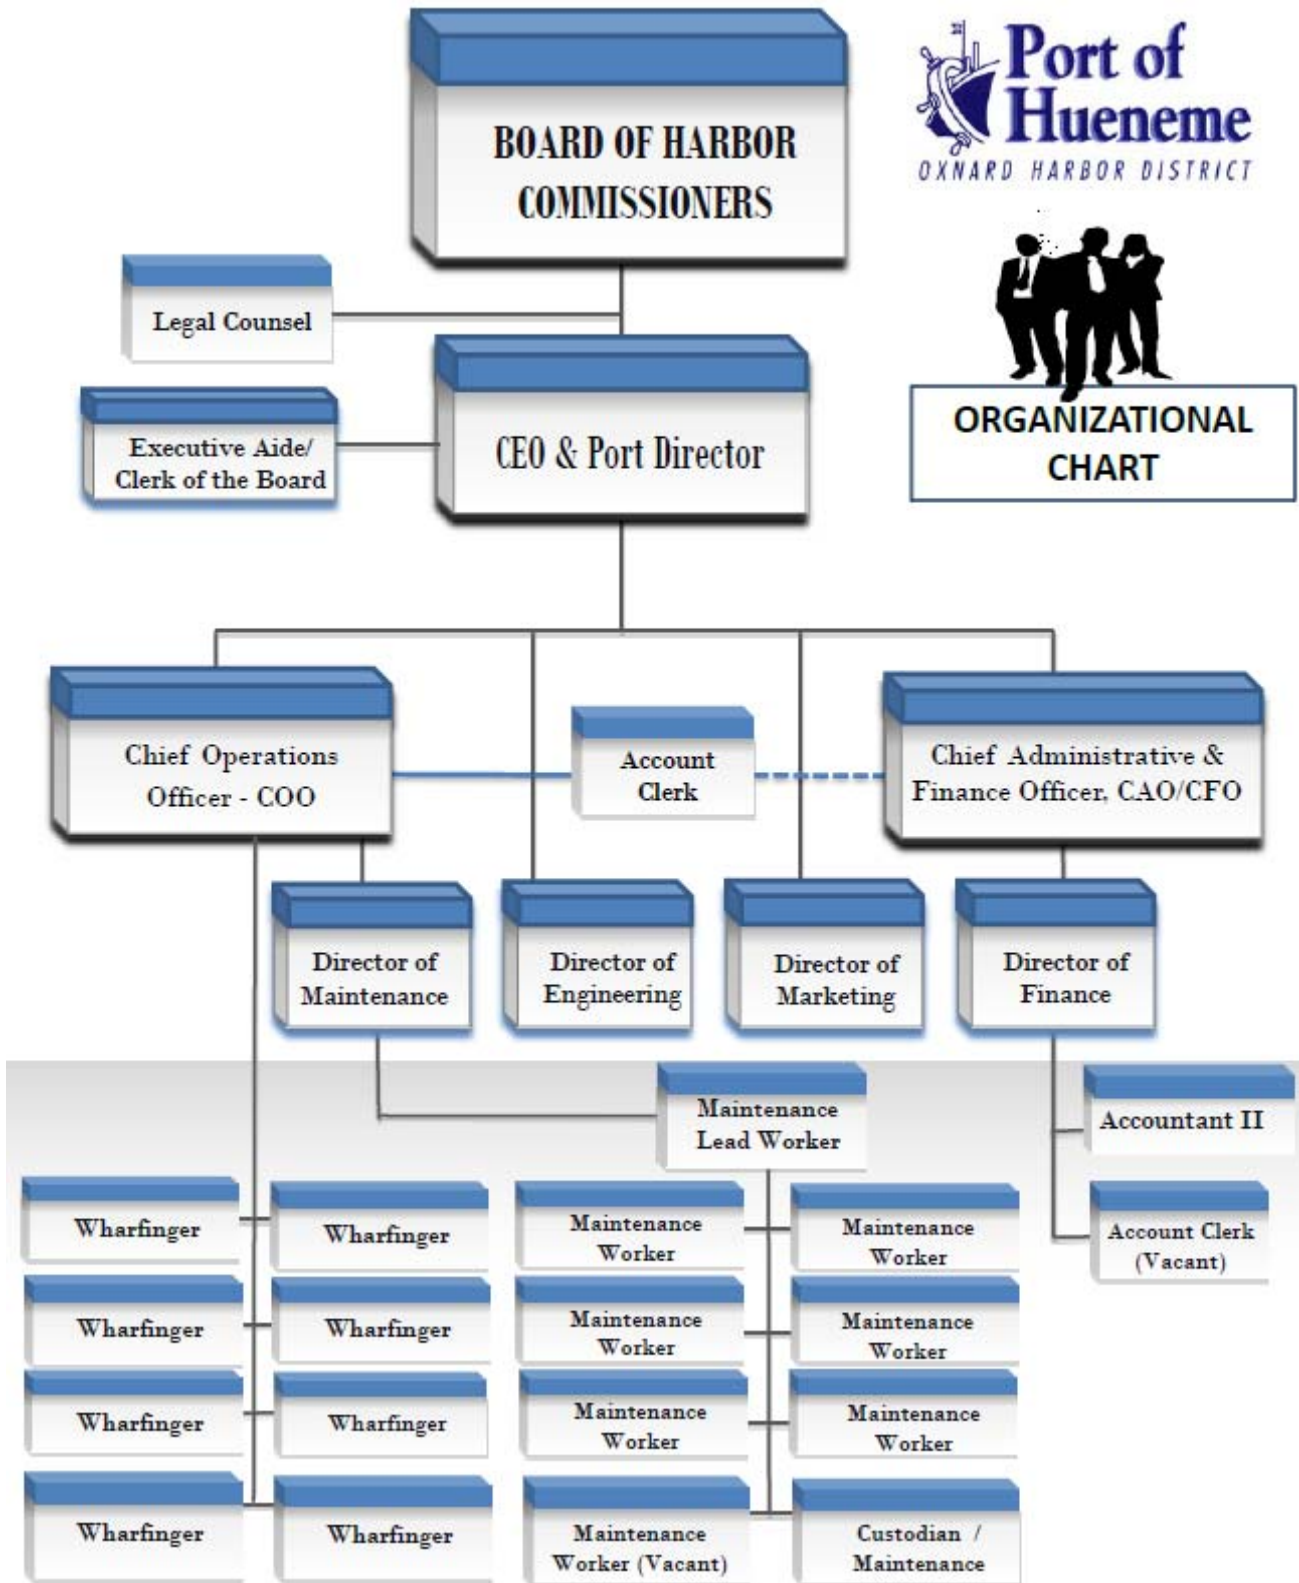 Port of
Hueneme
OXNARD HARBOR DISTRICT
BOARD OF HARBOR
COMMISSIONERS
Legal Counsel
Executive Aide/
Clerk of the Board
CEO & Port Director
ORGANIZATIONAL
CHART
Chief Operations
Officer - COO
Account
Clerk
Chief Administrative &
Finance Officer, CAO/CFO
Director of
Maintenance
Director of
Engineering
Director of
Marketing
Director of
Finance
Maintenance
Lead Worker
Accountant II
Account Clerk
(Vacant)
Wharfinger
Wharfinger
Maintenance
Worker
Maintenance
Worker
Wharfinger
Wharfinger
Maintenance
Worker
Maintenance
Worker
Wharfinger
Wharfinger
Maintenance
Worker
Maintenance
Worker
Wharfinger
Wharfinger
Maintenance
Worker (Vacant)
Custodian /
Maintenance